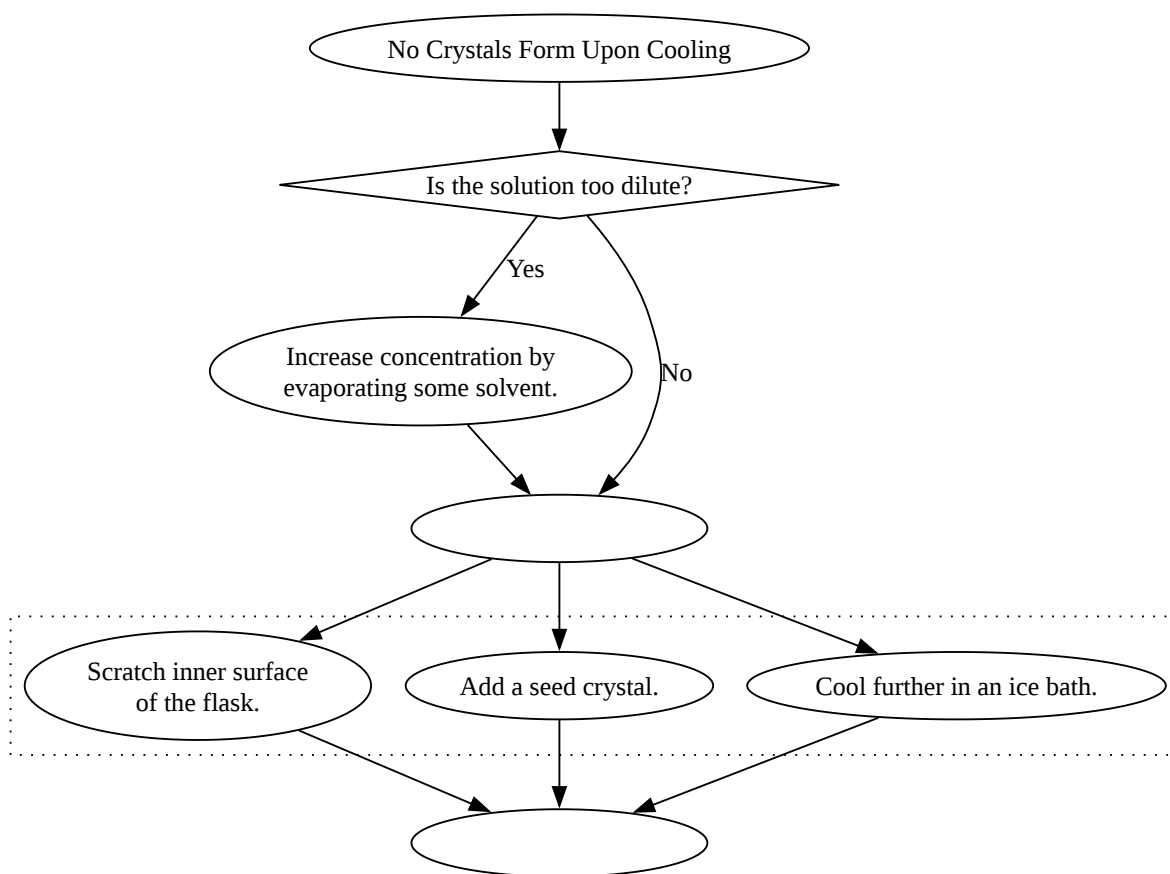 No Crystals Form Upon Cooling
Is the solution too dilute?
Yes
Increase concentration by
evaporating some solvent.
No
Scratch inner surface
of the flask.
Add a seed crystal.
Cool further in an ice bath.